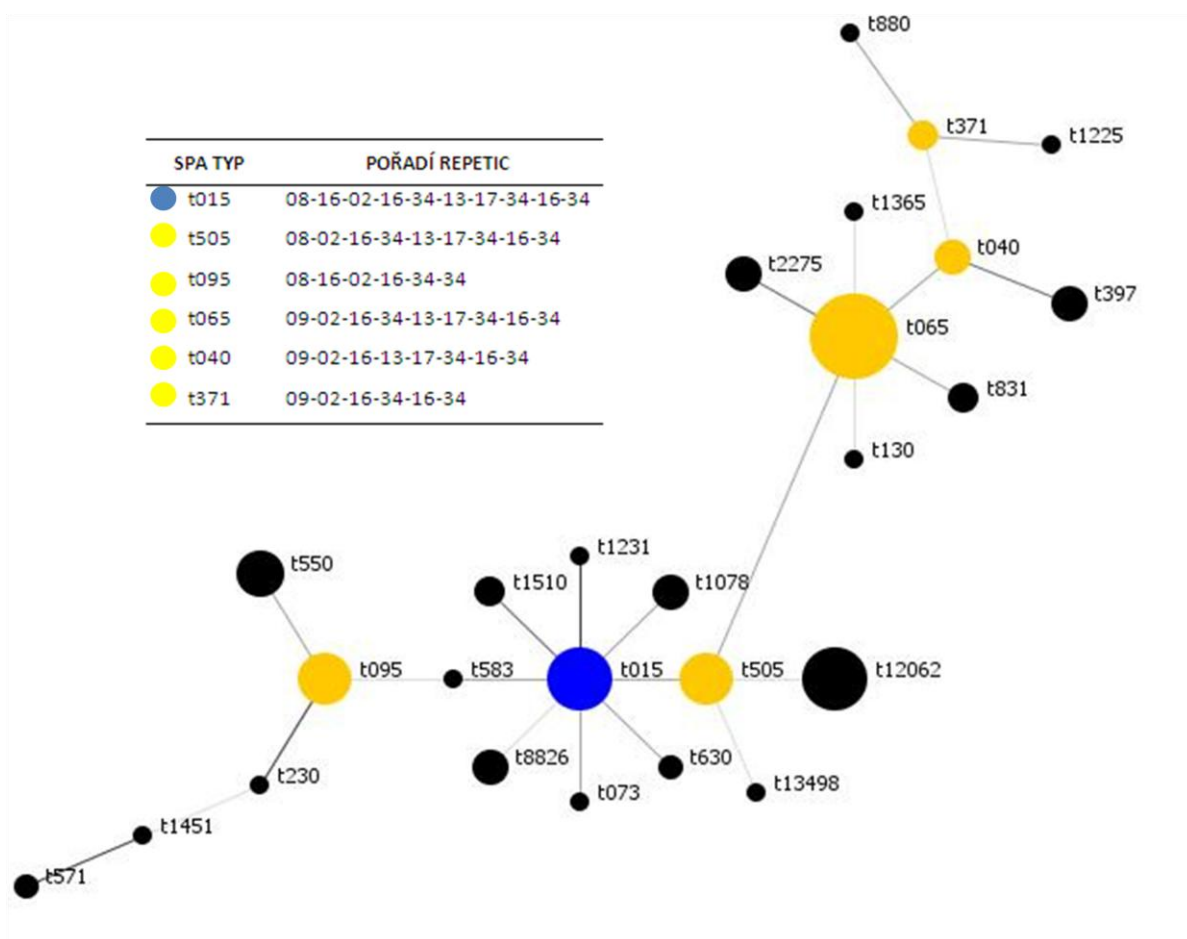 t880
t371
t1225
SPA TYP POŘADÍ REPETIC
t015 08-16-02-16-34-13-17-34-16-34
t505 08-02-16-34-13-17-34-16-34
t095 08-16-02-16-34-34
t065 09-02-16-34-13-17-34-16-34
t040 09-02-16-13-17-34-16-34
t371 09-02-16-34-16-34
t1365
t040
t2275
t397
t065
t831
t130
t1231
t550
t1510
t1078
t095
t583
t015
t505
t12062
t8826
t630
t230
t073
t13498
t1451
t571